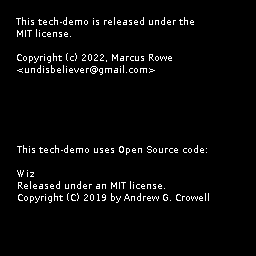 This tech-demo is released under the
MIT license.
Copyright (c) 2022, Marcus Rowe
<undisbeliever@gmail.com>
This tech-demo uses Open Source code:
Wiz
Released under an MIT license.
Copyright (C) 2019 by Andrew G. Crowell